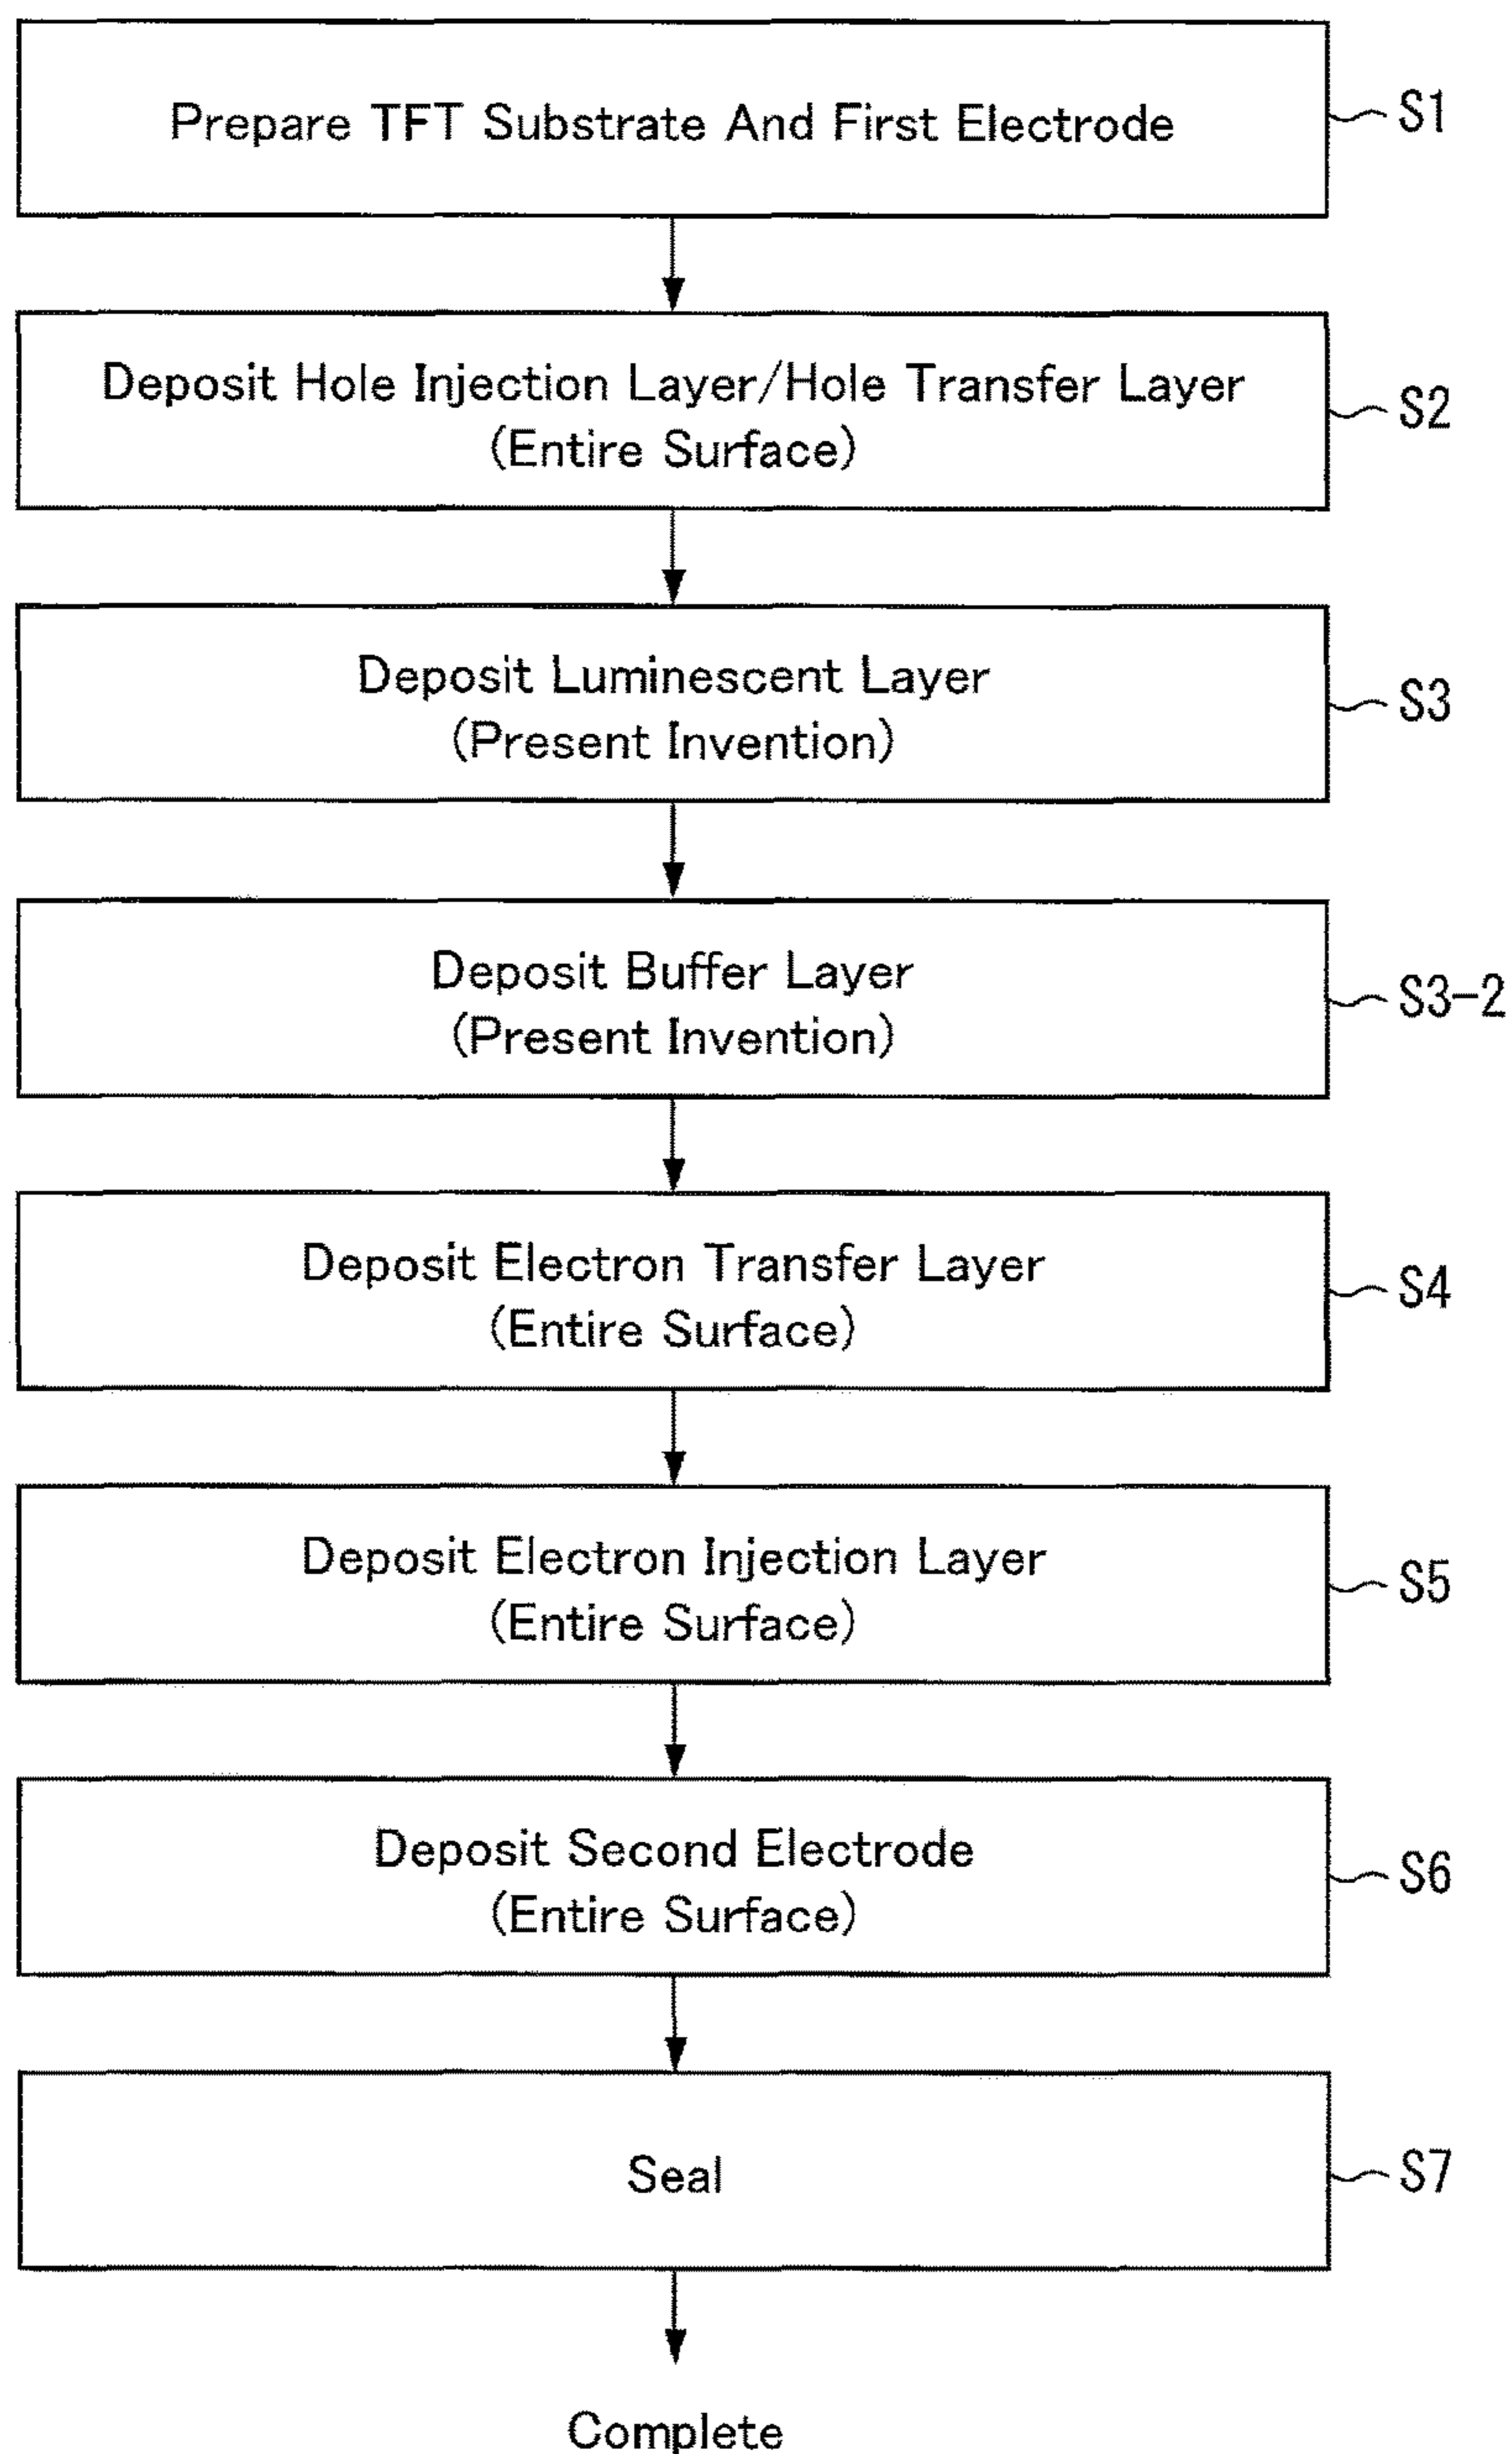 Prepare TFT Substrate And First Electrode
S1
Deposit Hole Injection Layer/Hole Transfer Layer
(Entire Surface)
S2
Deposit Luminescent Layer
(Present Invention)
S3
Deposit Buffer Layer
(Present Invention)
S3-2
Deposit Electron Transfer Layer
(Entire Surface)
S4
Deposit Electron Injection Layer
(Entire Surface)
S5
Deposit Second Electrode
(Entire Surface)
S6
Seal
S7
Complete